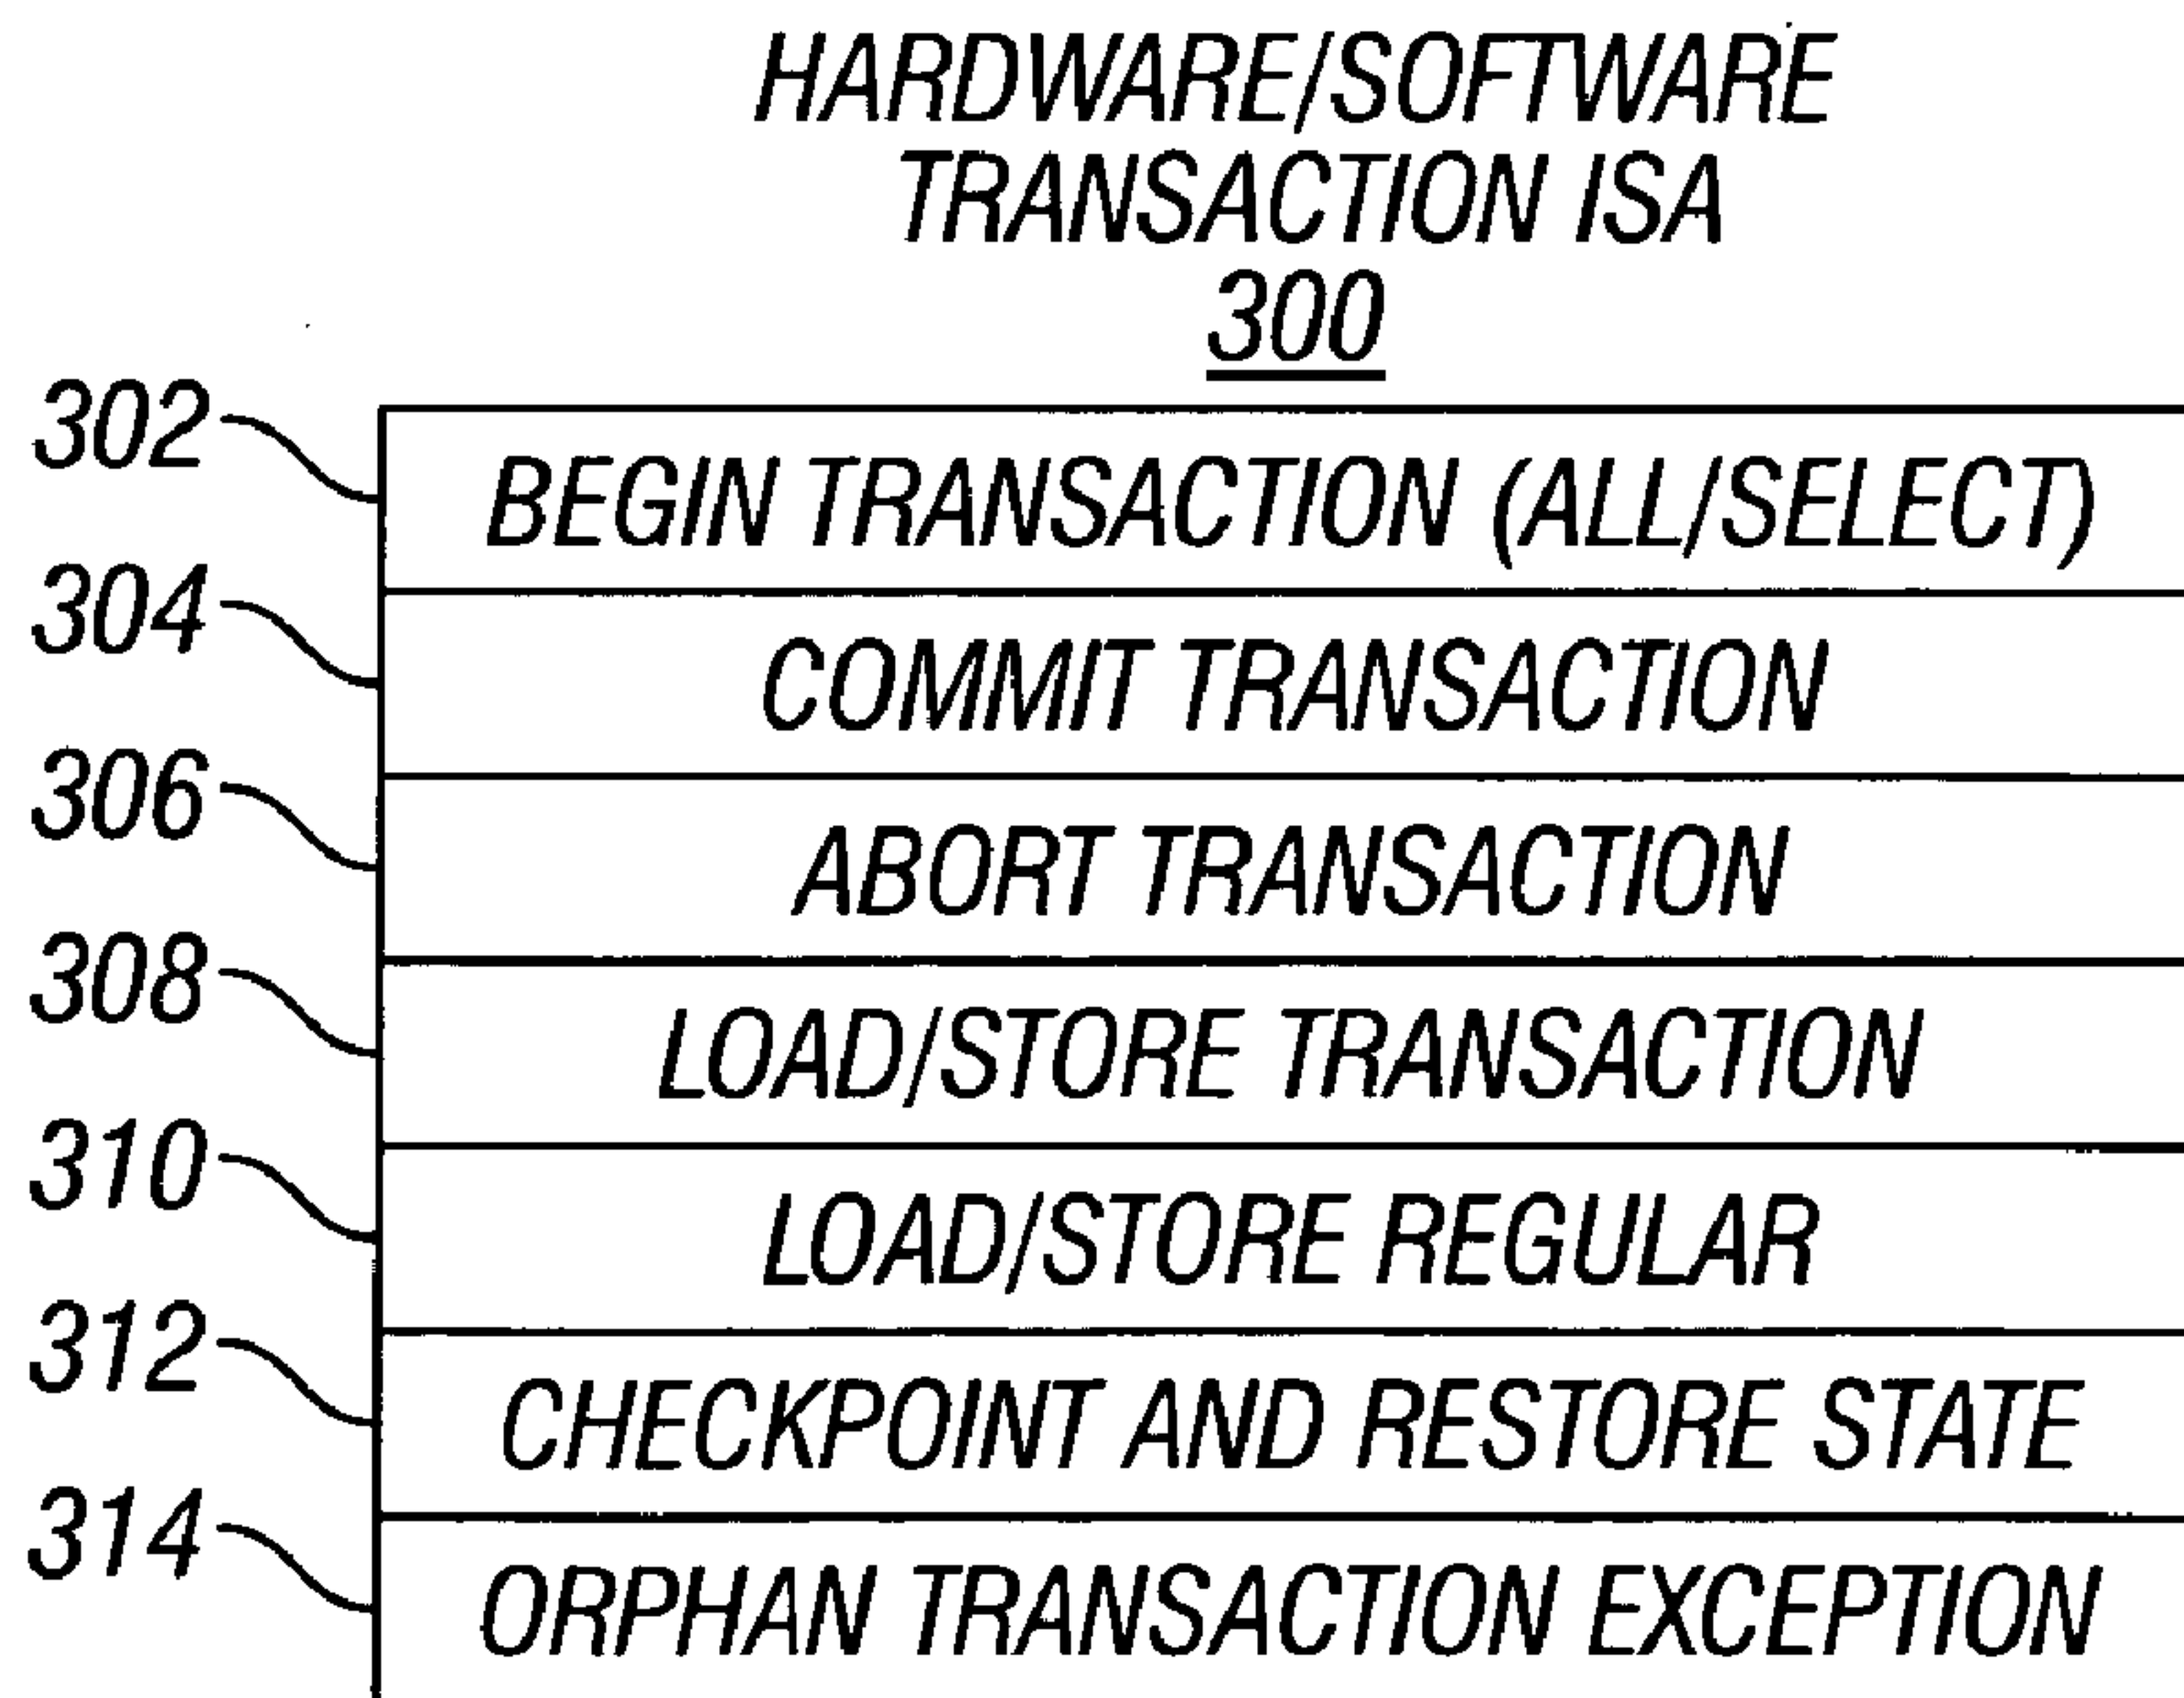 HARDWARE/SOFTWARE
TRANSACTION ISA
300
302
BEGIN TRANSACTION (ALL/SELECT)
304
COMMIT TRANSACTION
306
ABORT TRANSACTION
308
LOAD/STORE TRANSACTION
310
LOAD/STORE REGULAR
312
CHECKPOINT AND RESTORE STATE
314
ORPHAN TRANSACTION EXCEPTION